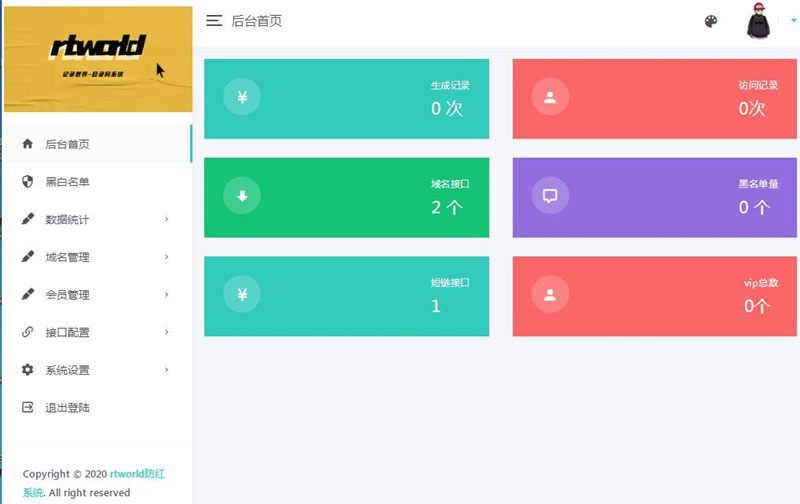 rtworld
记录世界-目录网系统
后台首页
黑白名单
数据统计
域名管理
会员管理
接口配置
系统设置
退出登陆
Copyright © 2020 rtworld防红
系统. All right reserved
后台首页
生成记录
0 次
访问记录
0次
域名接口
2 个
黑名单量
0 个
短链接口
1
vip总数
0个